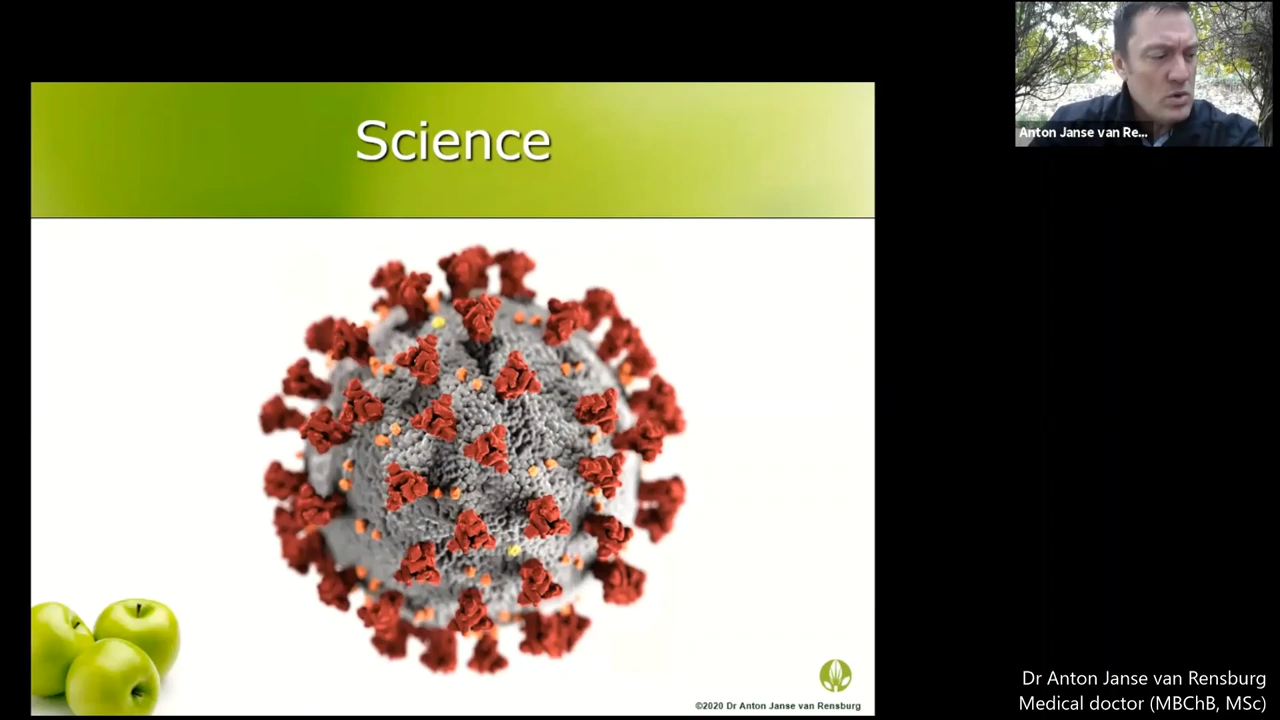 Science
Anton Janse van Re...
©2020 Dr Anton Janse van Rensburg
Dr Anton Janse van Rensburg
Medical doctor (MBChB, MSc)